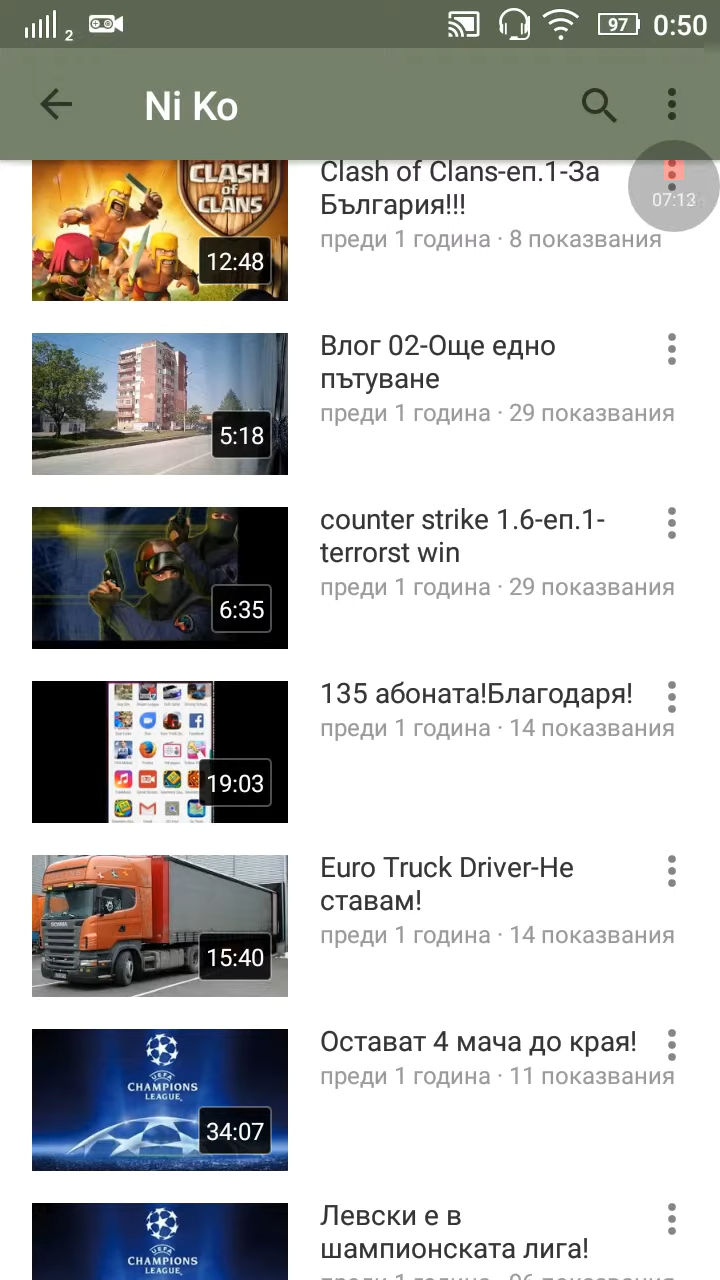 2
97
0:50
Ni Ko
CLASH
of
CLANS
12:48
Clash of Clans-еп.1-За
България!!!
преди 1 година · 8 показвания
07:13
5:18
Влог 02-Още едно
пътуване
преди 1 година · 29 показвания
6:35
counter strike 1.6-еп.1-
terrorst win
преди 1 година · 29 показвания
19:03
135 абоната!Благодаря!
преди 1 година · 14 показвания
SCANIA
15:40
Euro Truck Driver-Не
ставам!
преди 1 година · 14 показвания
UEFA
CHAMPIONS
LEAGUE
34:07
Остават 4 мача до края!
преди 1 година · 11 показвания
UEFA
CHAMPIONS
LEAGUE
Левски е в
шампионската лига!